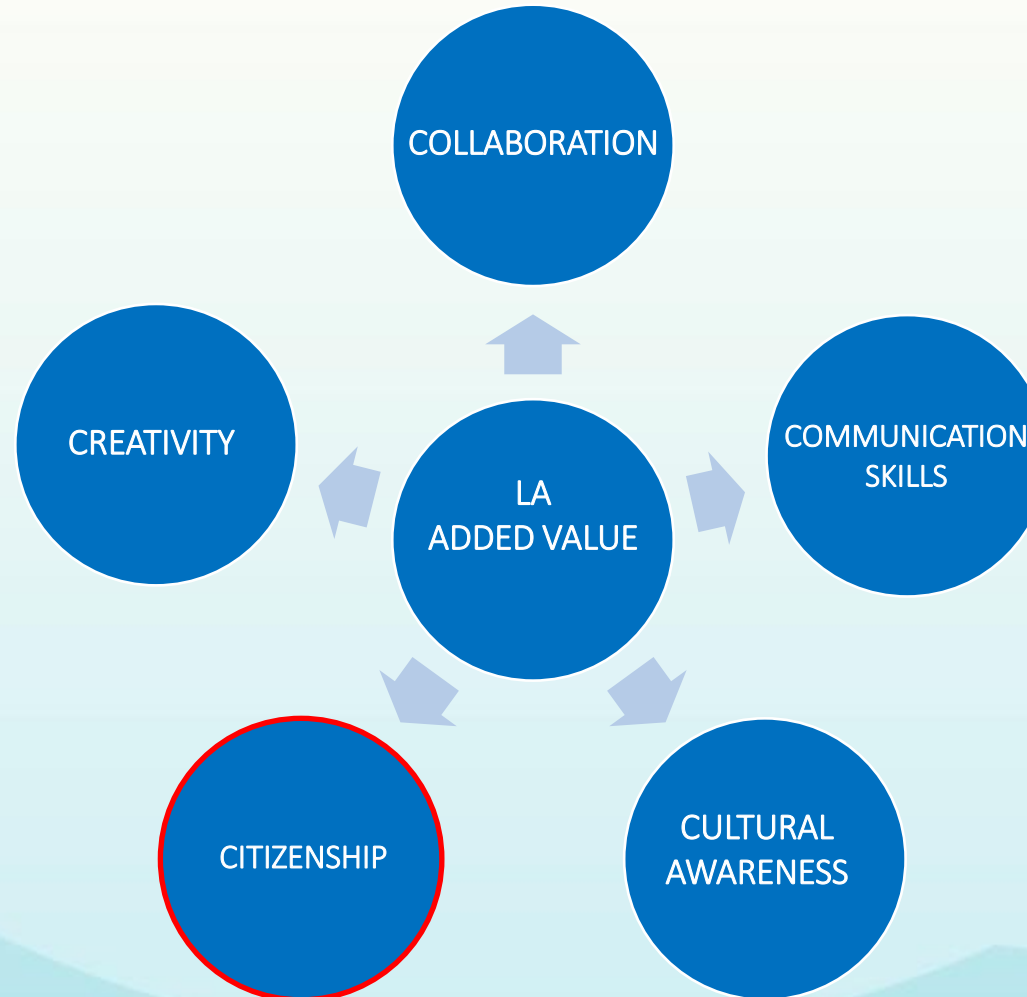 COLLABORATION
CREATIVITY
COMMUNICATION
SKILLS
LA
ADDED VALUE
CITIZENSHIP
CULTURAL
AWARENESS